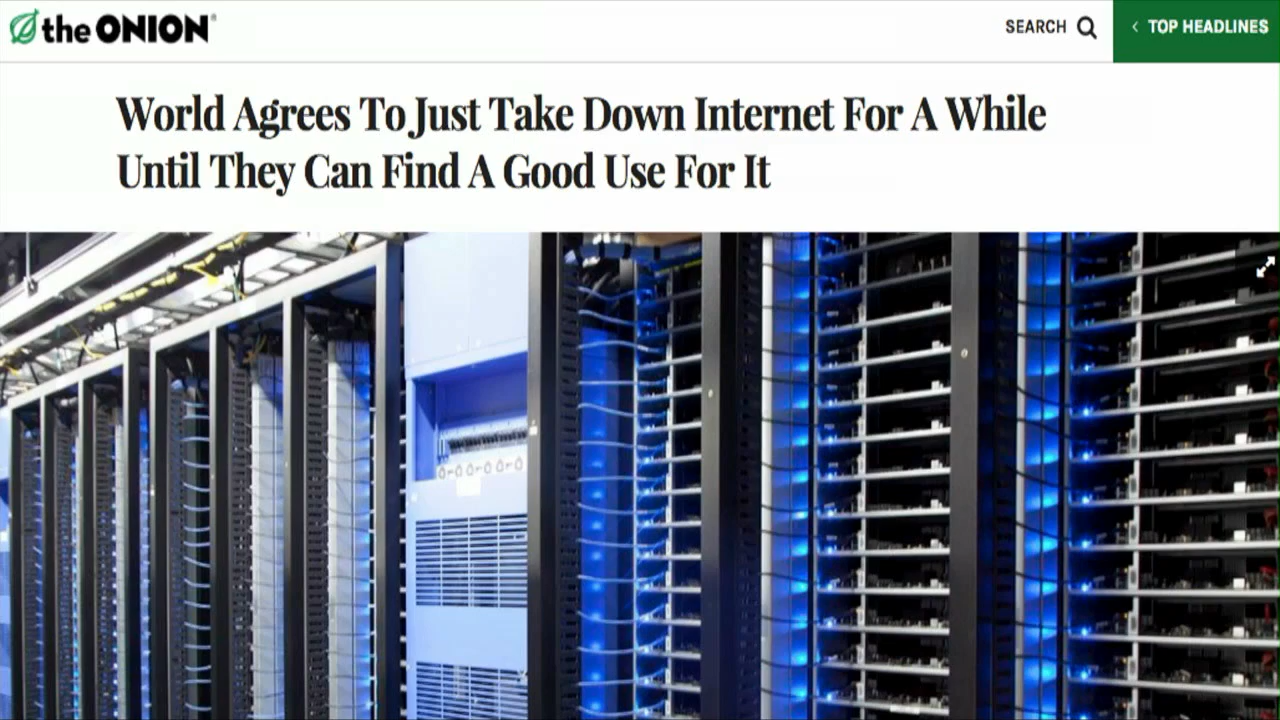 the ONION®
SEARCH
< TOP HEADLINES
World Agrees To Just Take Down Internet For A While
Until They Can Find A Good Use For It